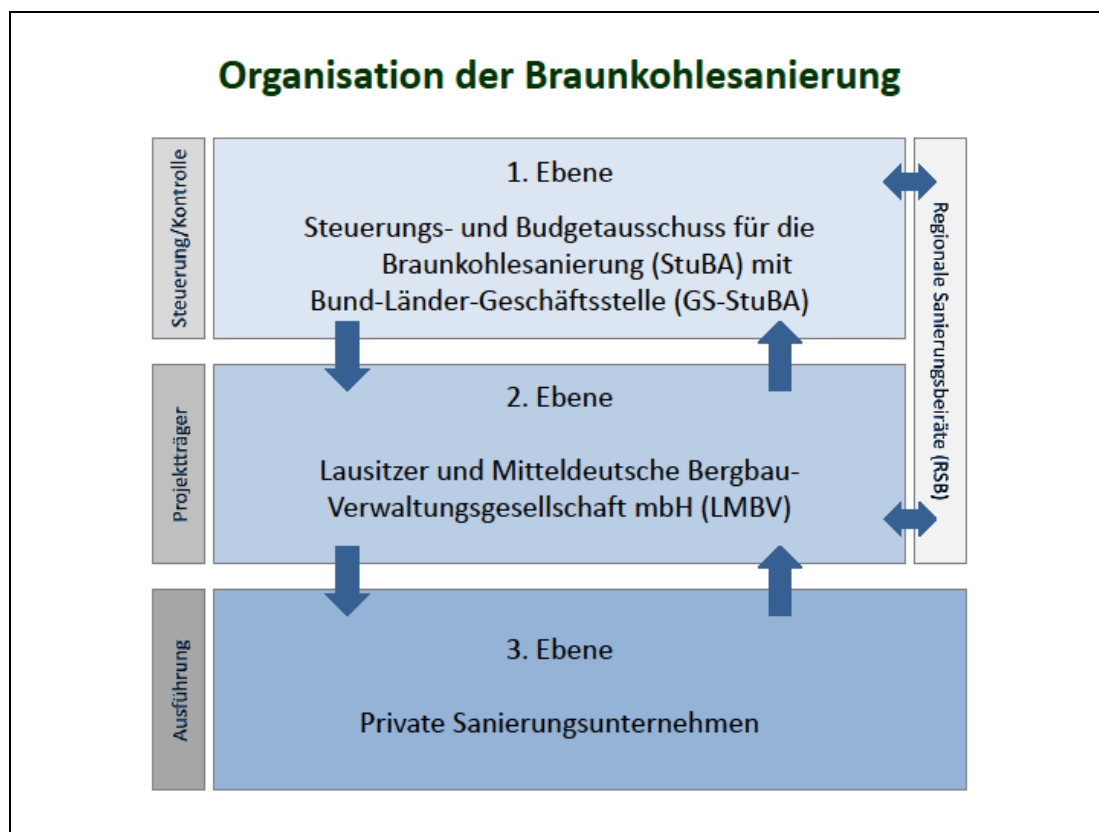 Organisation der Braunkohlesanierung
Steuerung/Kontrolle
1. Ebene
Steuerungs- und Budgetausschuss für die
Braunkohlesanierung (StuBA) mit
Bund-Länder-Geschäftsstelle (GS-StuBA)
Regionale Sanierungsbeiräte (RSB)
Projektträger
2. Ebene
Lausitzer und Mitteldeutsche Bergbau-
Verwaltungsgesellschaft mbH (LMBV)
Ausführung
3. Ebene
Private Sanierungsunternehmen